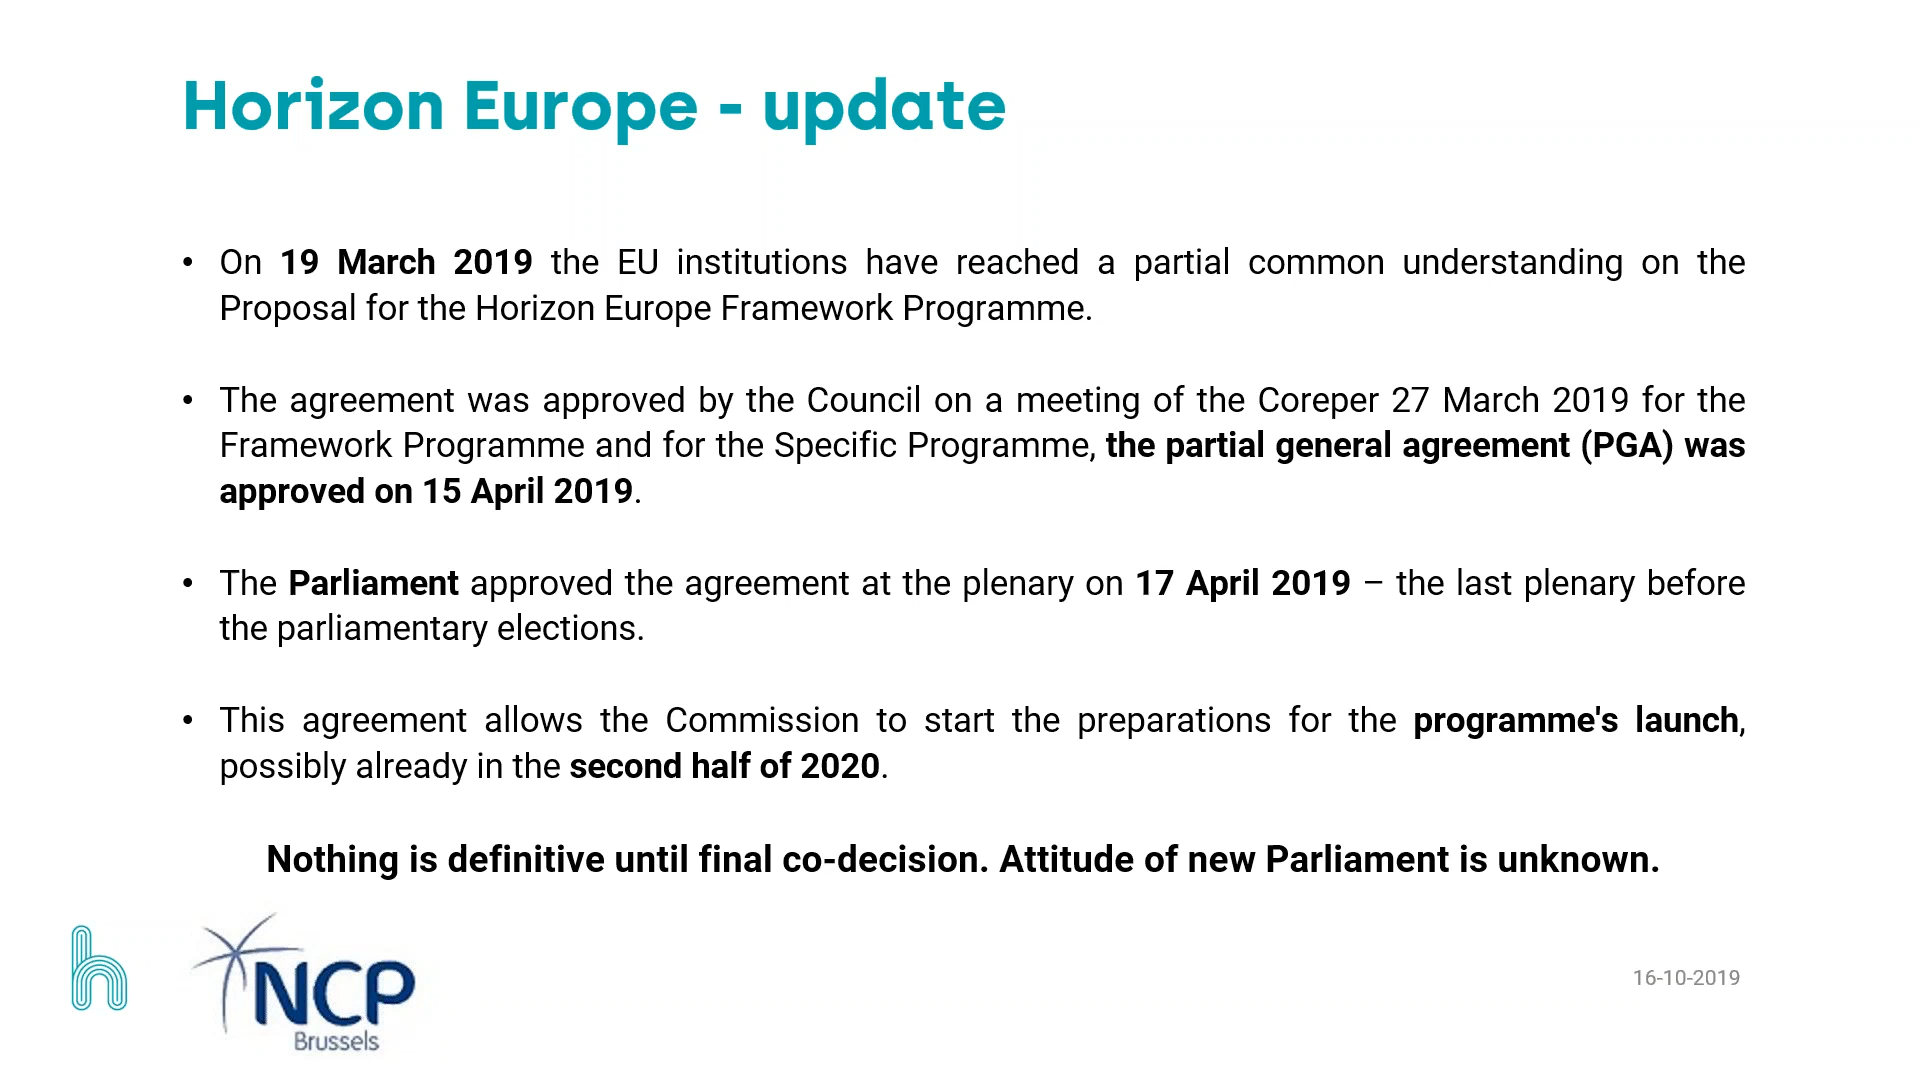 Horizon Europe - update
• On 19 March 2019 the EU institutions have reached a partial common understanding on the
Proposal for the Horizon Europe Framework Programme.
• The agreement was approved by the Council on a meeting of the Coreper 27 March 2019 for the
Framework Programme and for the Specific Programme, the partial general agreement (PGA) was
approved on 15 April 2019.
• The Parliament approved the agreement at the plenary on 17 April 2019 – the last plenary before
the parliamentary elections.
• This agreement allows the Commission to start the preparations for the programme's launch,
possibly already in the second half of 2020.
Nothing is definitive until final co-decision. Attitude of new Parliament is unknown.
h
NCP
Brussels
16-10-2019